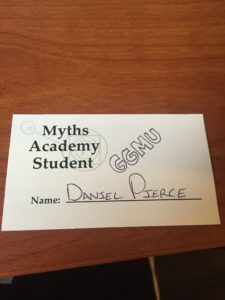 Myths
Academy
Student
GGMU
Name: DANIEL PIERCE